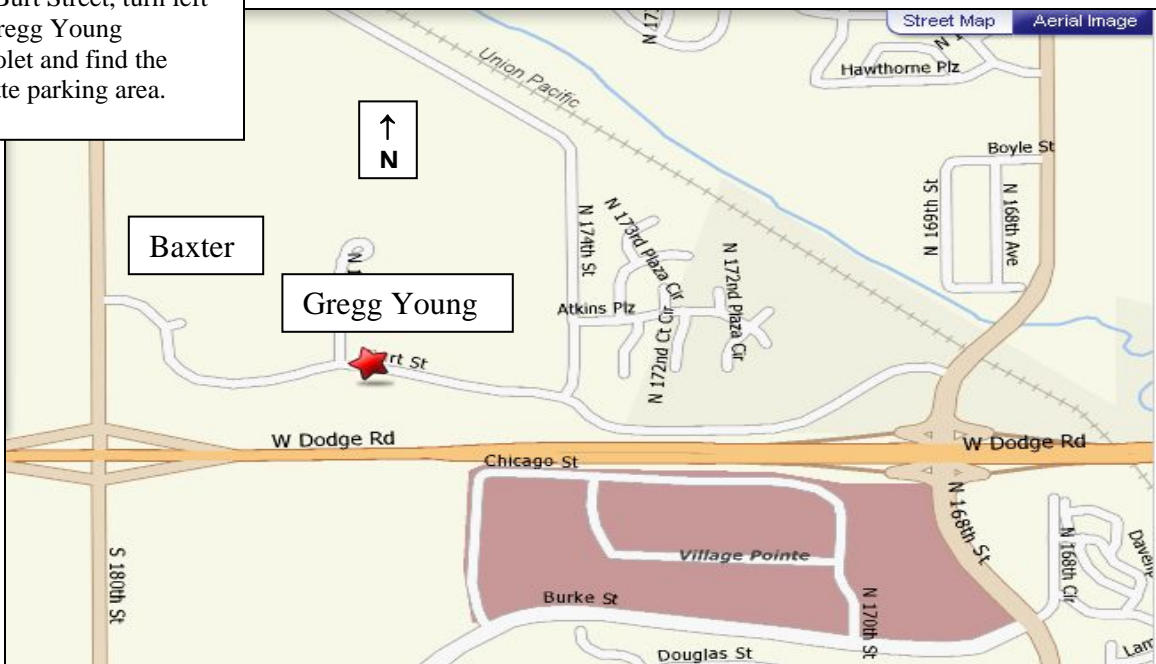 Burt Street, turn left
regg Young
olet and find the
te parking area.
Street Map Aerial Image
Union Pacific
Hawthorne Plz
↑
N
Boyle St
N 169th St
N 168th Ave
Baxter
Gregg Young
N 174th St
N 173rd Plaza Cir
N 172nd Plaza Cir
Atkins Plz
N 172nd Ct Cir
rt St
W Dodge Rd
W Dodge Rd
Chicago St
N 168th St
Village Pointe
S 180th St
Burke St
N 170th St
N 168th Cir
Douglas St